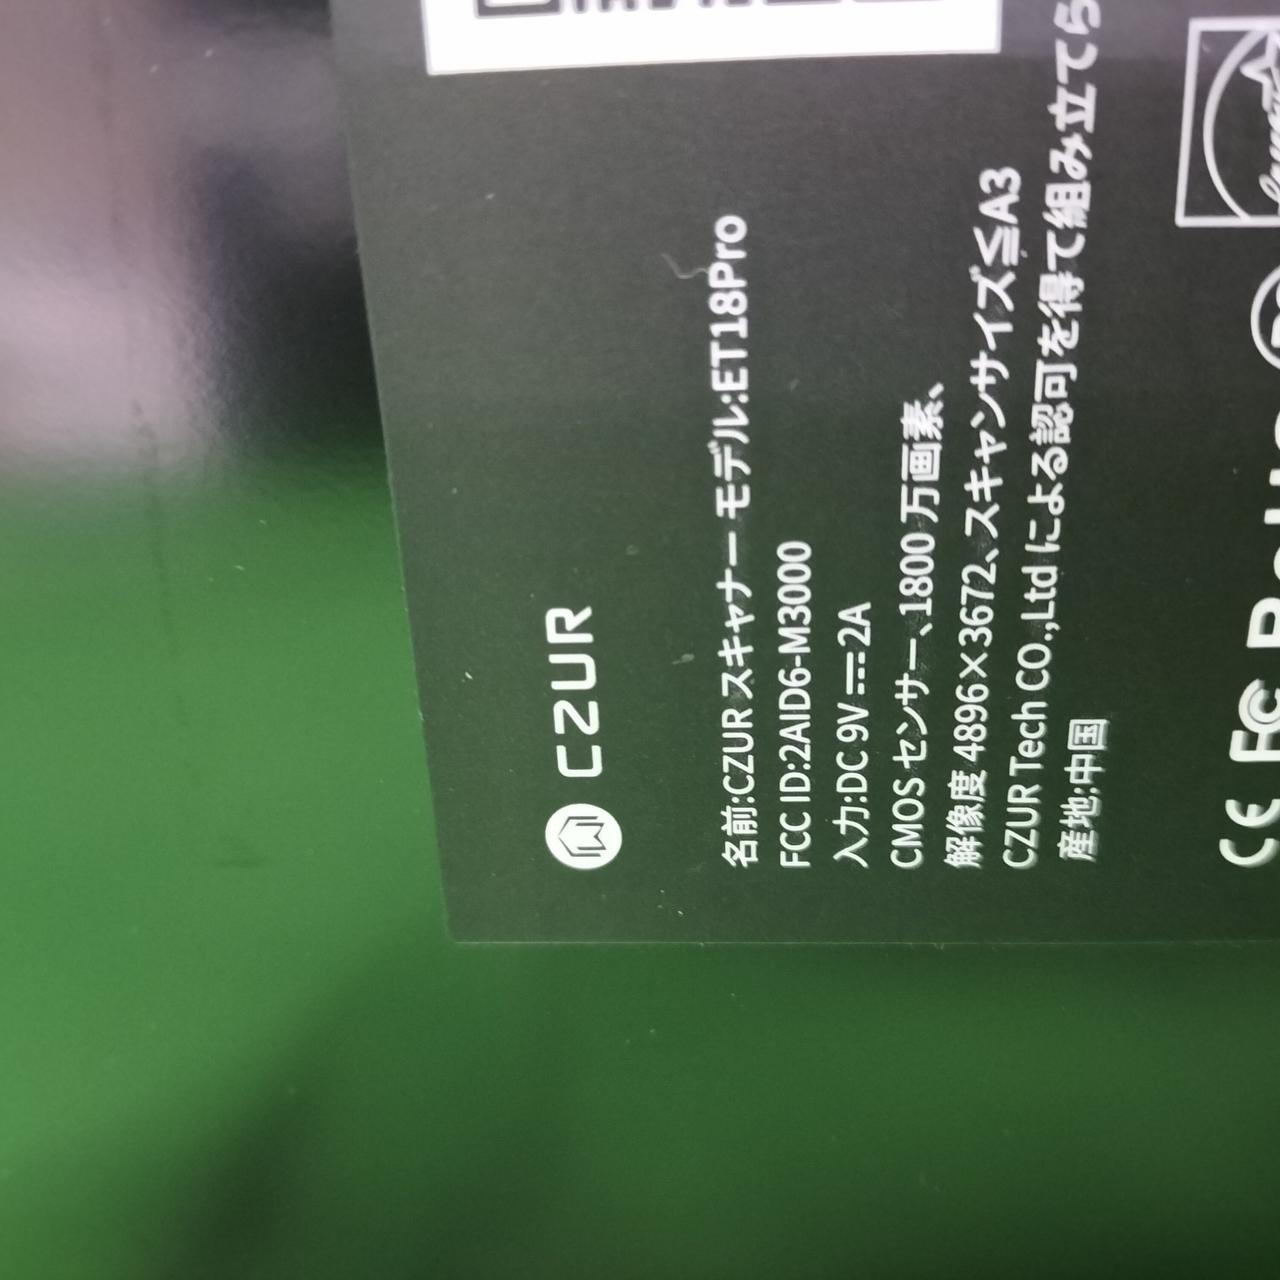 CZUR
名前:CZUR スキャナー モデル:ET18Pro
FCC ID:2AID6-M3000
入力:DC 9V ⎓ 2A
CMOS センサー、1800 万画素、
解像度 4896×3672、スキャンサイズ≦A3
CZUR Tech CO.,Ltd による認可を得て組み立てら
産地:中国
CE FC RoHS